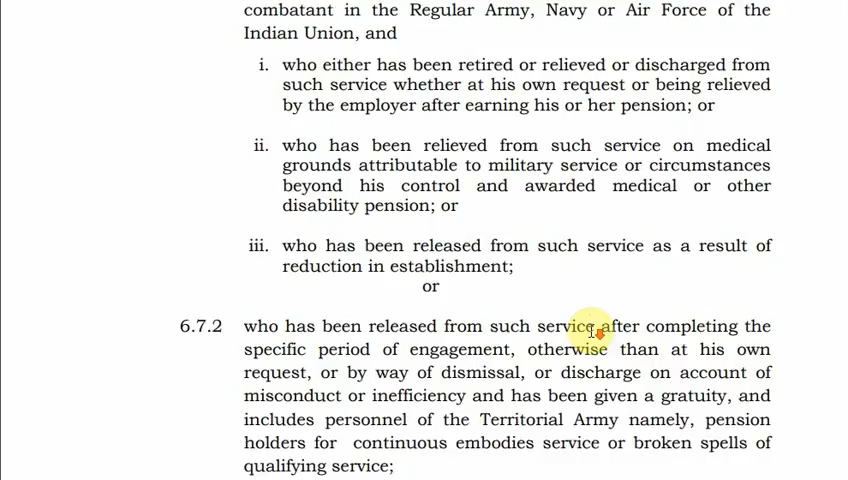 combatant in the Regular Army, Navy or Air Force of the
Indian Union, and
i. who either has been retired or relieved or discharged from
such service whether at his own request or being relieved
by the employer after earning his or her pension; or
ii. who has been relieved from such service on medical
grounds attributable to military service or circumstances
beyond his control and awarded medical or other
disability pension; or
iii. who has been released from such service as a result of
reduction in establishment;
or
6.7.2 who has been released from such service after completing the
specific period of engagement, otherwise than at his own
request, or by way of dismissal, or discharge on account of
misconduct or inefficiency and has been given a gratuity, and
includes personnel of the Territorial Army namely, pension
holders for continuous embodies service or broken spells of
qualifying service;